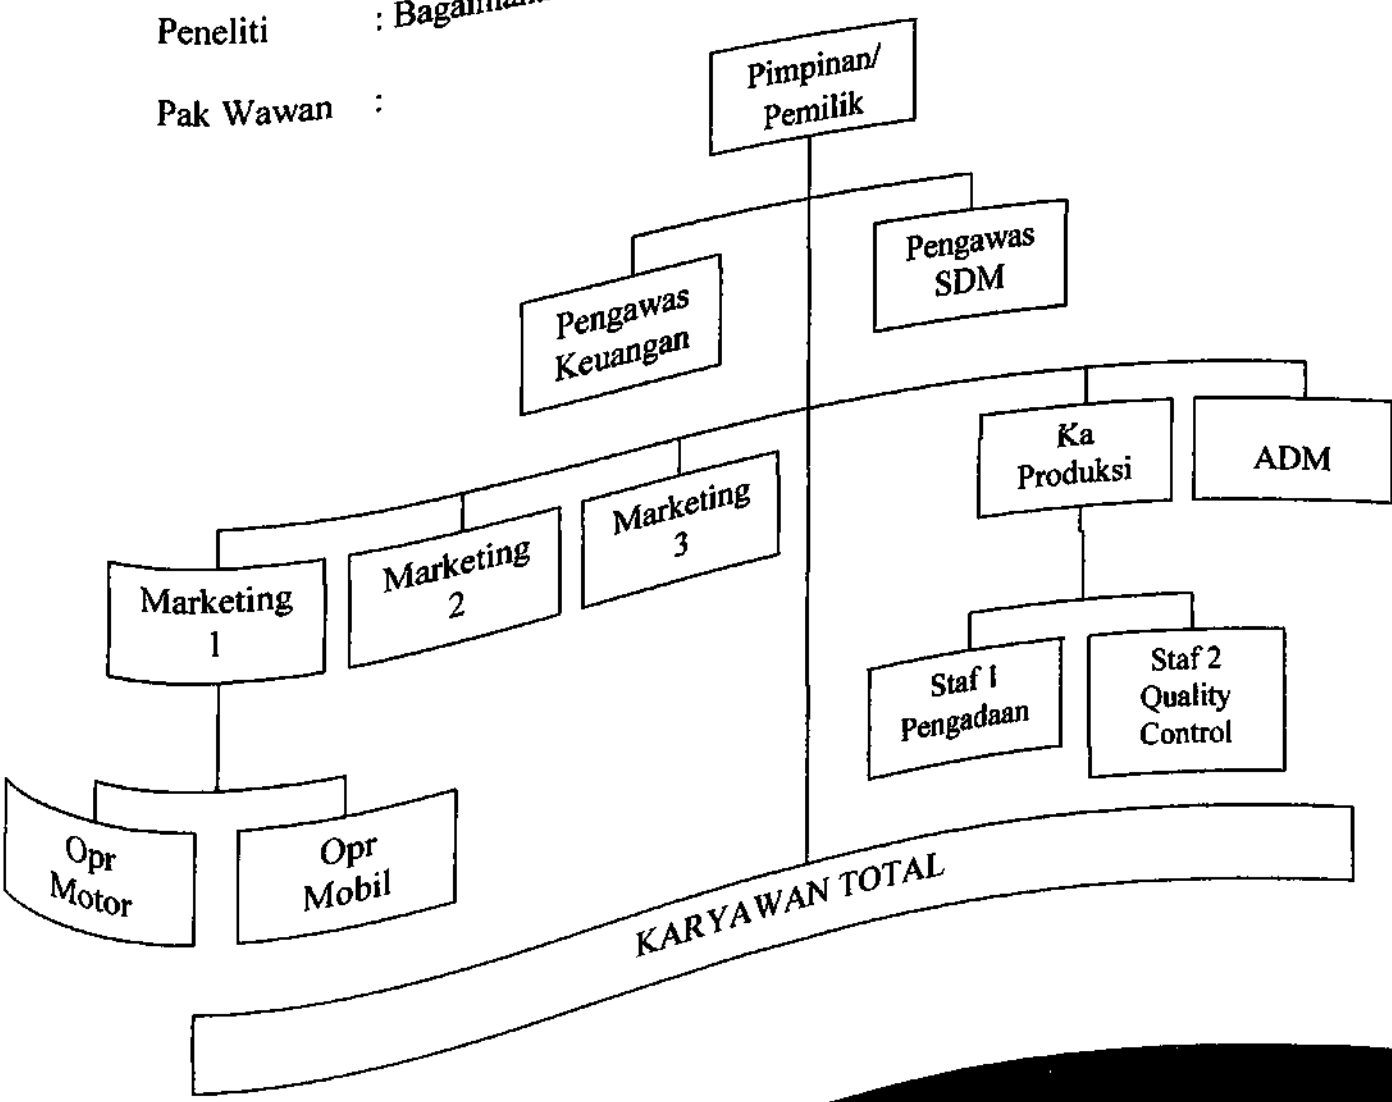 Peneliti :
Pak Wawan :
Pimpinan/
Pemilik
Pengawas
Keuangan
Pengawas
SDM
Marketing
1
Marketing
2
Marketing
3
Ka
Produksi
ADM
Opr
Motor
Opr
Mobil
Staf 1
Pengadaan
Staf 2
Quality
Control
KARYAWAN TOTAL